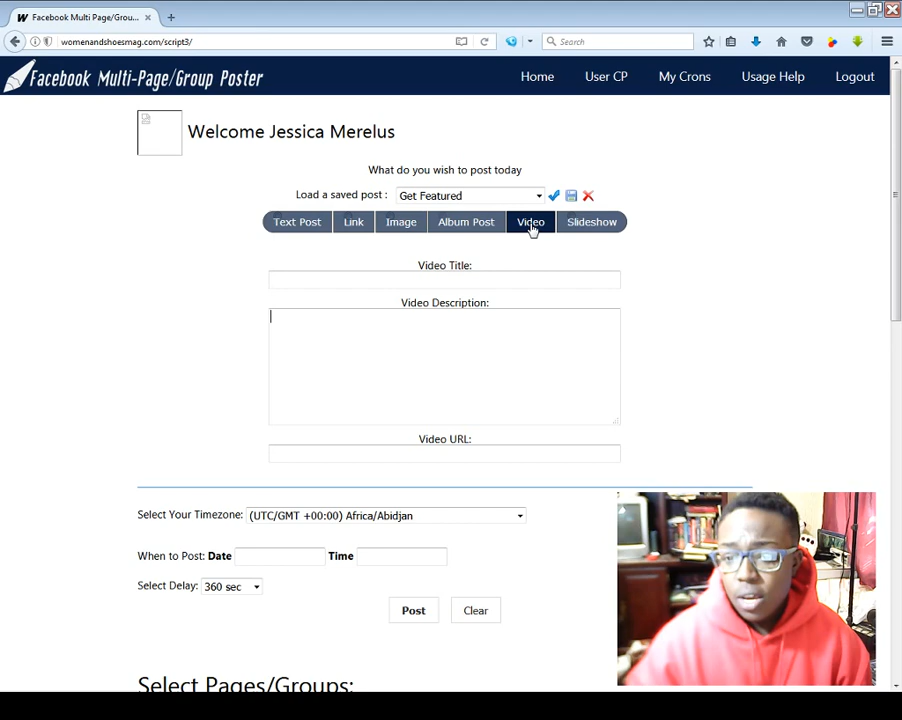 Facebook Multi Page/Grou...
womenandshoesmag.com/script3/
Search
Facebook Multi-Page/Group Poster
Home
User CP
My Crons
Usage Help
Logout
Welcome Jessica Merelus
What do you wish to post today
Load a saved post :
Get Featured
Text Post
Link
Image
Album Post
Video
Slideshow
Video Title:
Video Description:
Video URL:
Select Your Timezone:
(UTC/GMT +00:00) Africa/Abidjan
When to Post: Date
Time
Select Delay:
360 sec
Post
Clear
Select Pages/Groups: